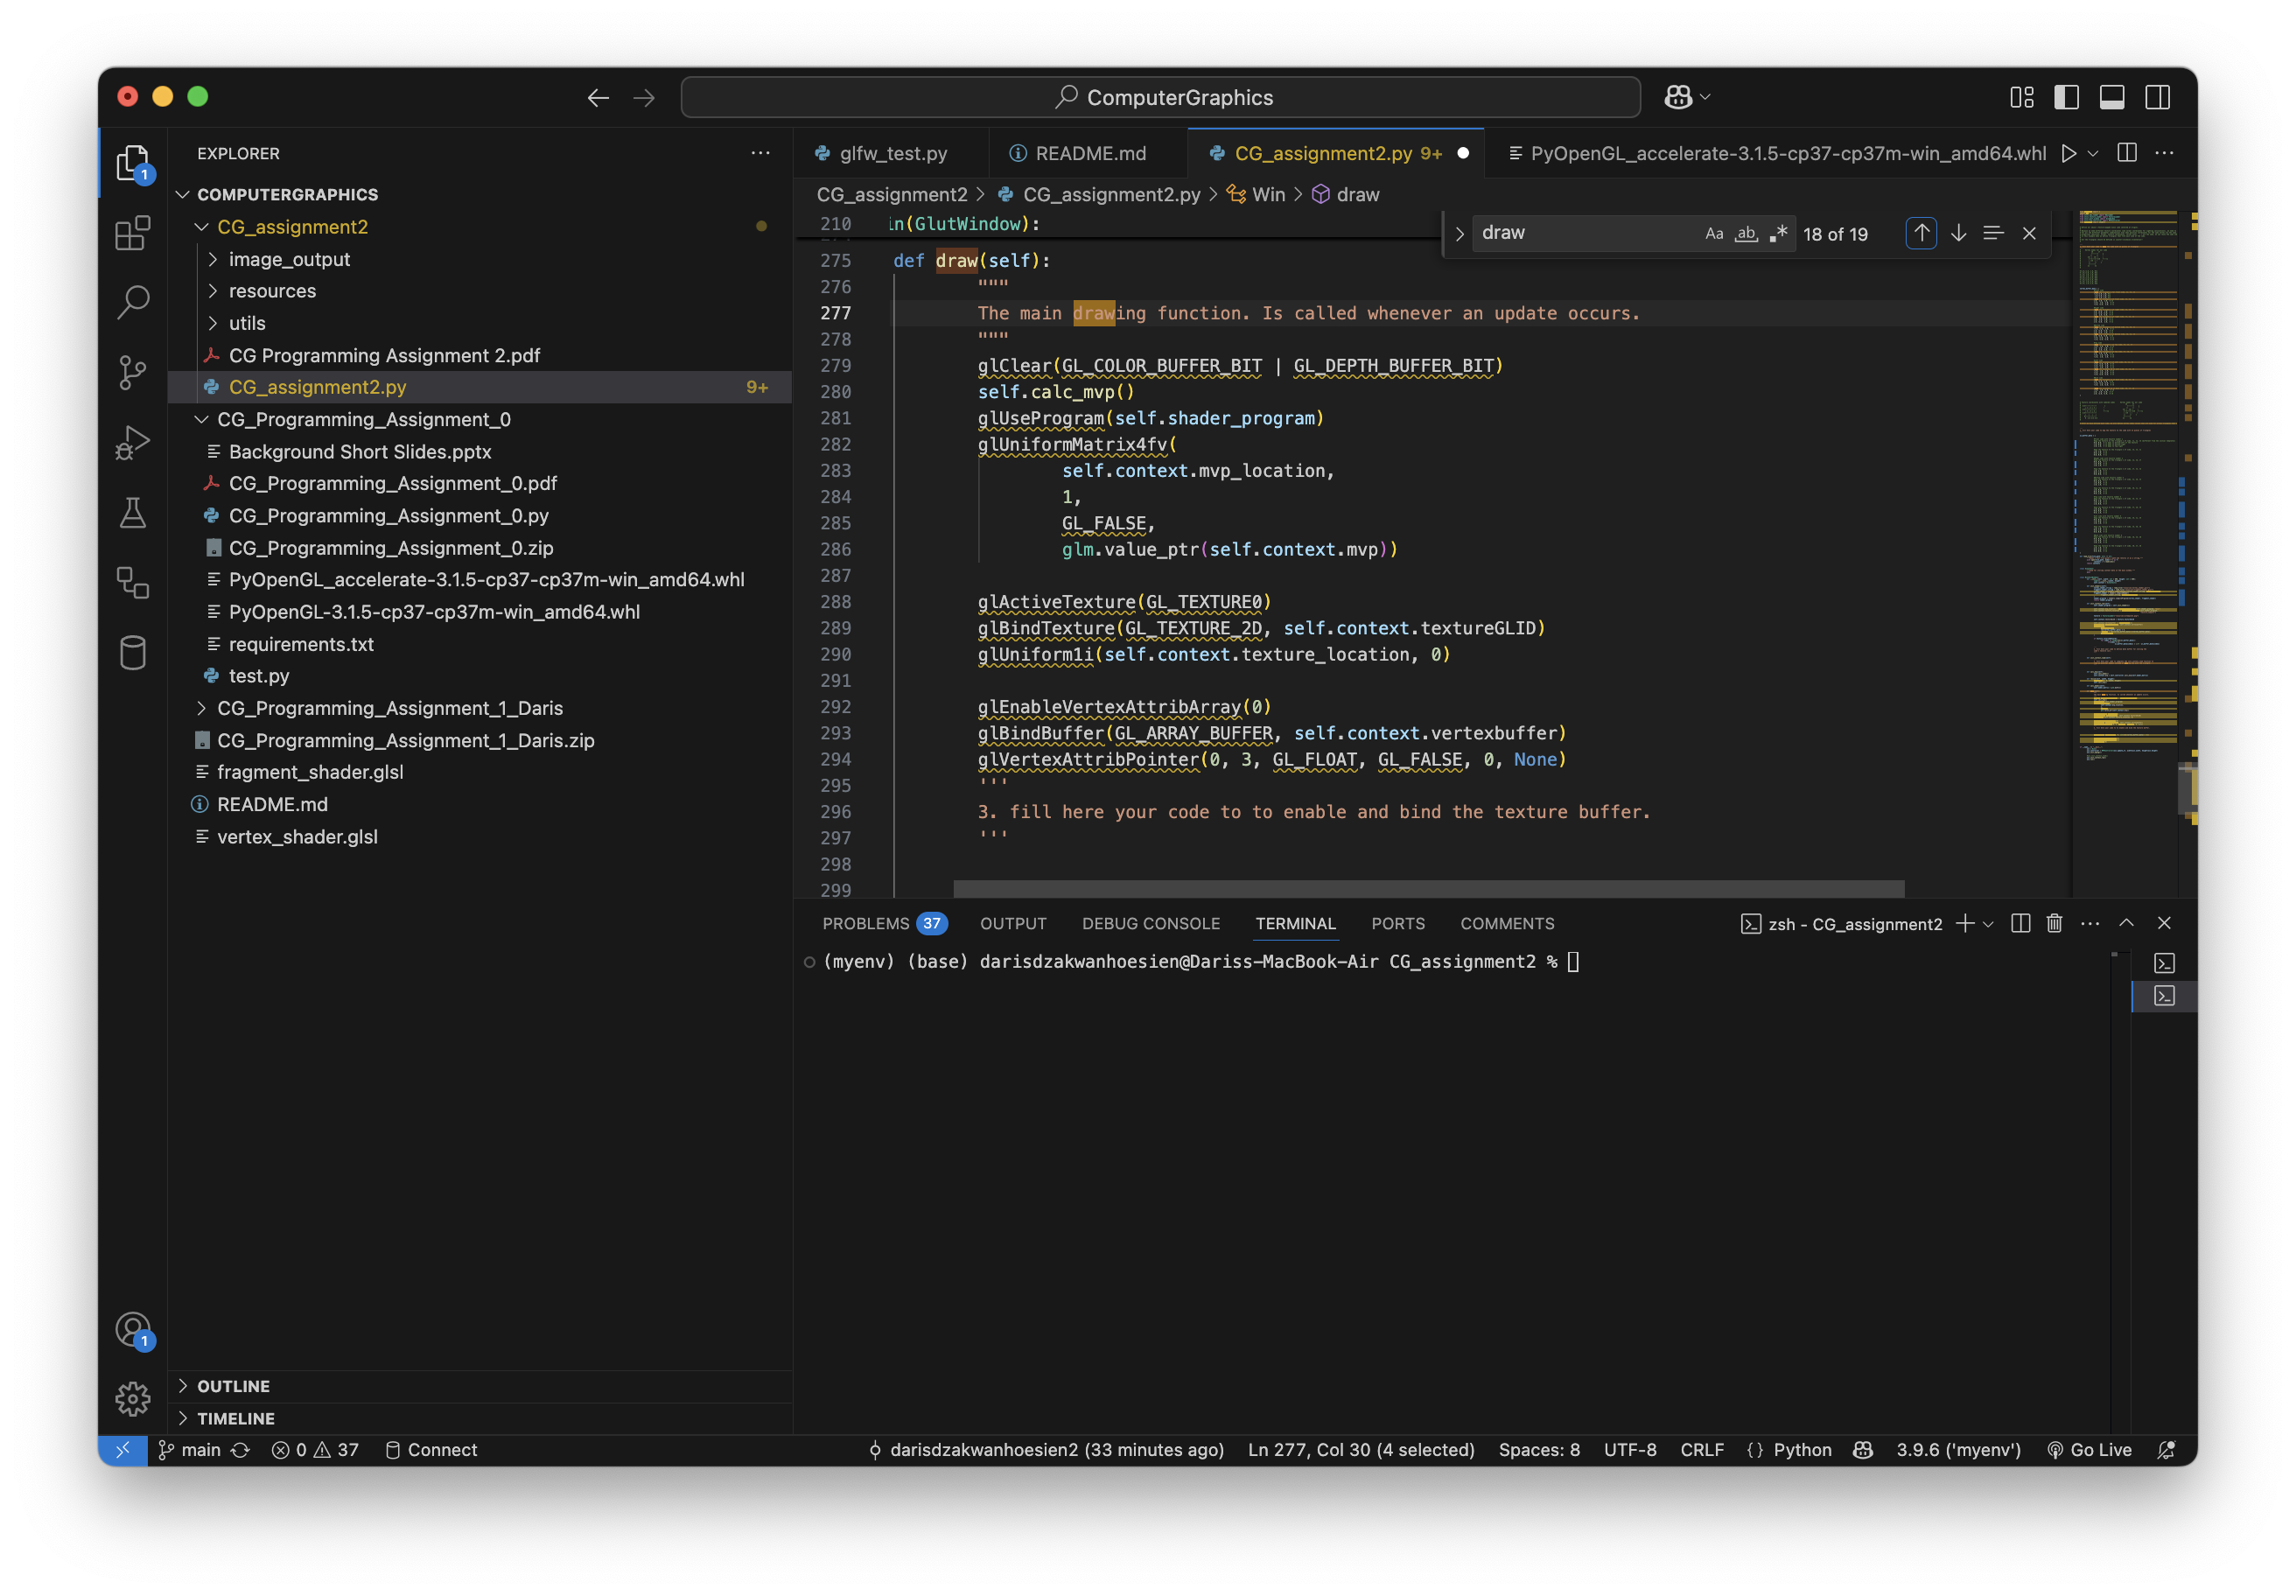 ComputerGraphics
EXPLORER
COMPUTERGRAPHICS
CG_assignment2
image_output
resources
utils
CG Programming Assignment 2.pdf
CG_assignment2.py 9+
CG_Programming_Assignment_0
Background Short Slides.pptx
CG_Programming_Assignment_0.pdf
CG_Programming_Assignment_0.py
CG_Programming_Assignment_0.zip
PyOpenGL_accelerate-3.1.5-cp37-cp37m-win_amd64.whl
PyOpenGL-3.1.5-cp37-cp37m-win_amd64.whl
requirements.txt
test.py
CG_Programming_Assignment_1_Daris
CG_Programming_Assignment_1_Daris.zip
fragment_shader.glsl
README.md
vertex_shader.glsl
OUTLINE
TIMELINE
1
1
glfw_test.py README.md CG_assignment2.py 9+ PyOpenGL_accelerate-3.1.5-cp37-cp37m-win_amd64.whl
CG_assignment2 > CG_assignment2.py > Win > draw
draw Aa ab .* 18 of 19
210 in(GlutWindow):
275 def draw(self):
276 """
277 The main drawing function. Is called whenever an update occurs.
278 """
279 glClear(GL_COLOR_BUFFER_BIT | GL_DEPTH_BUFFER_BIT)
280 self.calc_mvp()
281 glUseProgram(self.shader_program)
282 glUniformMatrix4fv(
283 self.context.mvp_location,
284 1,
285 GL_FALSE,
286 glm.value_ptr(self.context.mvp))
287
288 glActiveTexture(GL_TEXTURE0)
289 glBindTexture(GL_TEXTURE_2D, self.context.textureGLID)
290 glUniform1i(self.context.texture_location, 0)
291
292 glEnableVertexAttribArray(0)
293 glBindBuffer(GL_ARRAY_BUFFER, self.context.vertexbuffer)
294 glVertexAttribPointer(0, 3, GL_FLOAT, GL_FALSE, 0, None)
295 '''
296 3. fill here your code to to enable and bind the texture buffer.
297 '''
298
299
PROBLEMS 37 OUTPUT DEBUG CONSOLE TERMINAL PORTS COMMENTS zsh - CG_assignment2
(myenv) (base) darisdzakwanhoesien@Dariss-MacBook-Air CG_assignment2 %
main 0 37 Connect darisdzakwanhoesien2 (33 minutes ago) Ln 277, Col 30 (4 selected) Spaces: 8 UTF-8 CRLF {} Python 3.9.6 ('myenv') Go Live